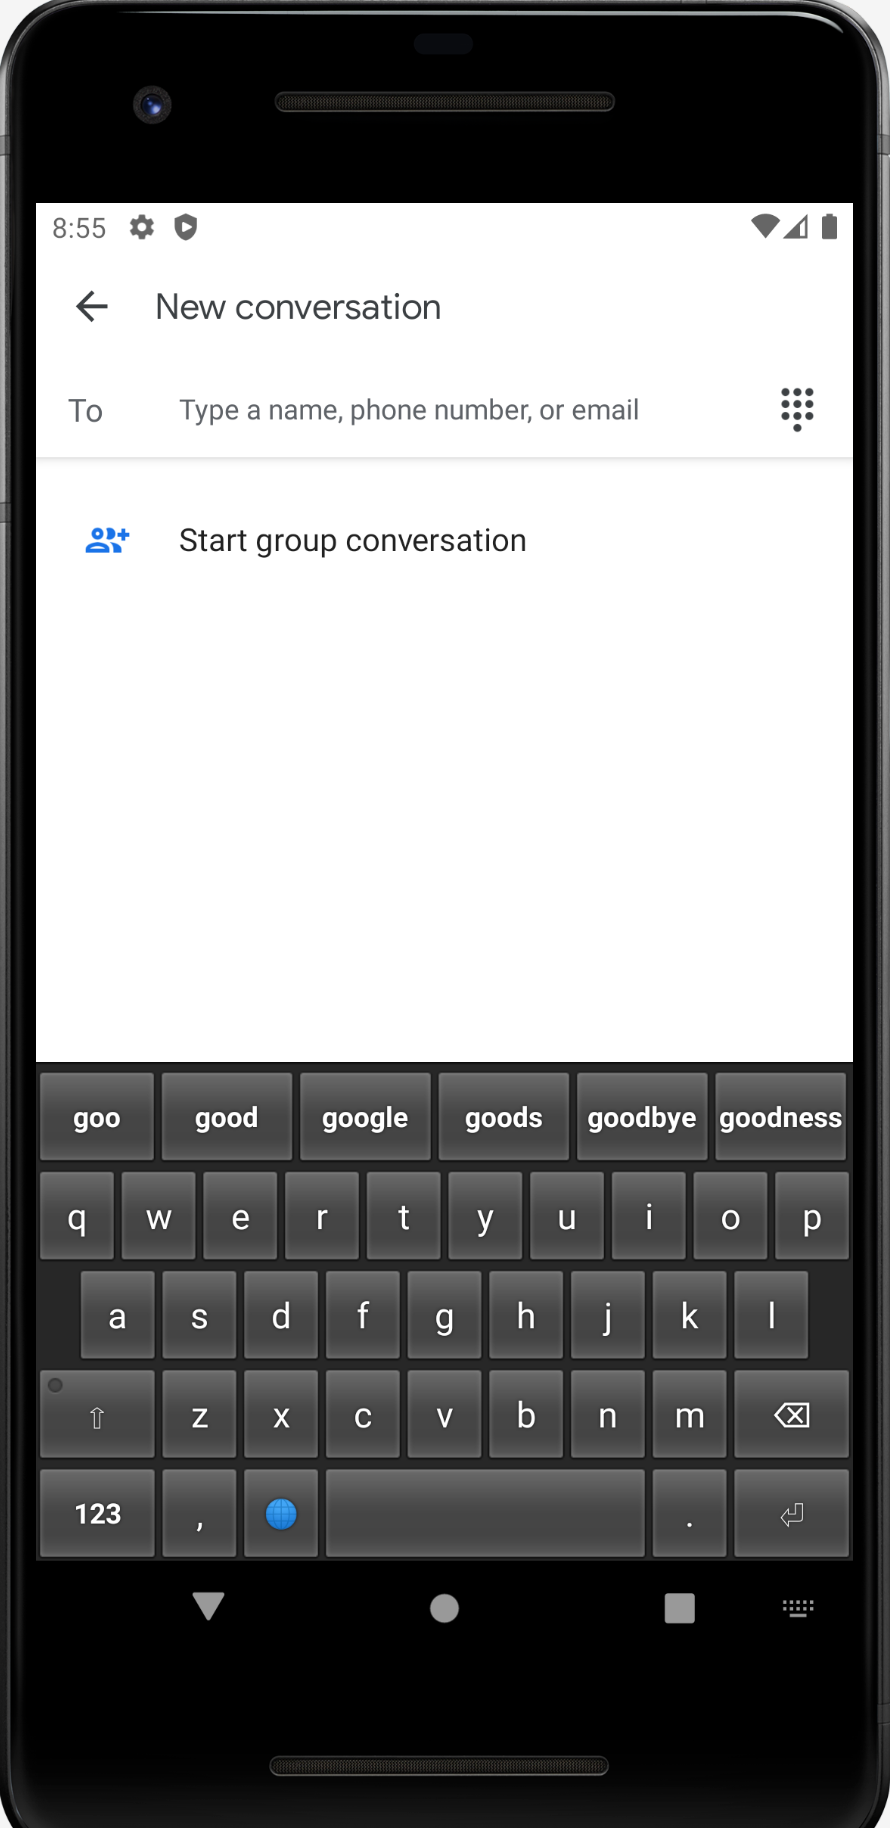 8:55
New conversation
To Type a name, phone number, or email
Start group conversation
goo good google goods goodbye goodness
q w e r t y u i o p
a s d f g h j k l
⇧ z x c v b n m ⌫
123 , . ⏎